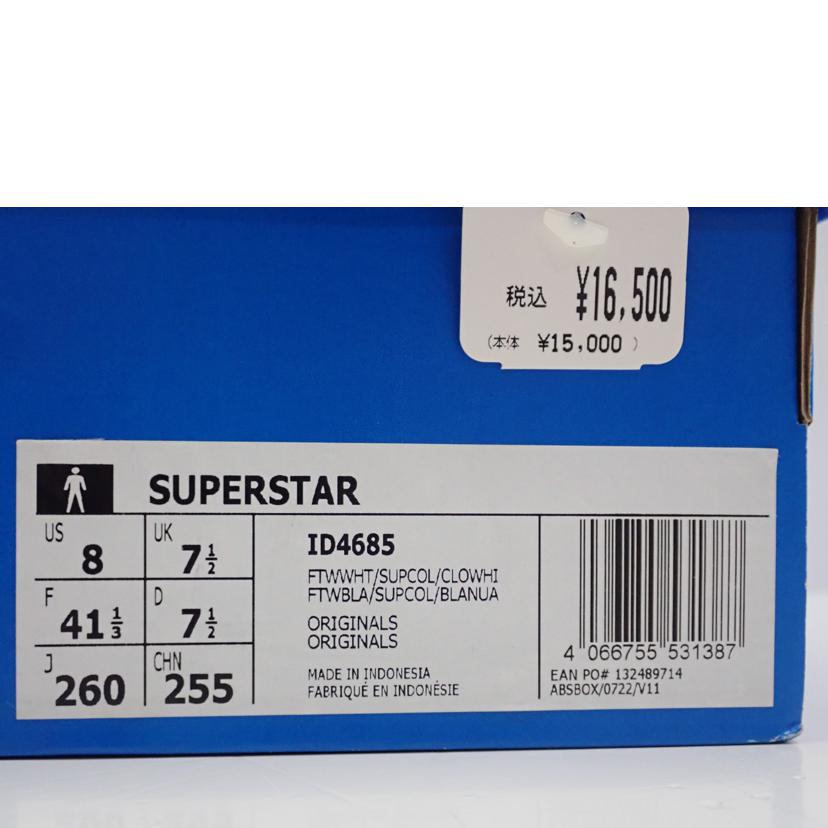 税込 ¥16,500
(本体 ¥15,000 )
SUPERSTAR
US 8 UK 7 1/2
F 41 1/3 D 7 1/2
J 260 CHN 255
ID4685
FTWWHT/SUPCOL/CLOWHI
FTWBLA/SUPCOL/BLANUA
ORIGINALS
ORIGINALS
MADE IN INDONESIA
FABRIQUÉ EN INDONÉSIE
4 066755 531387
EAN PO# 132489714
ABSBOX/0722/V11